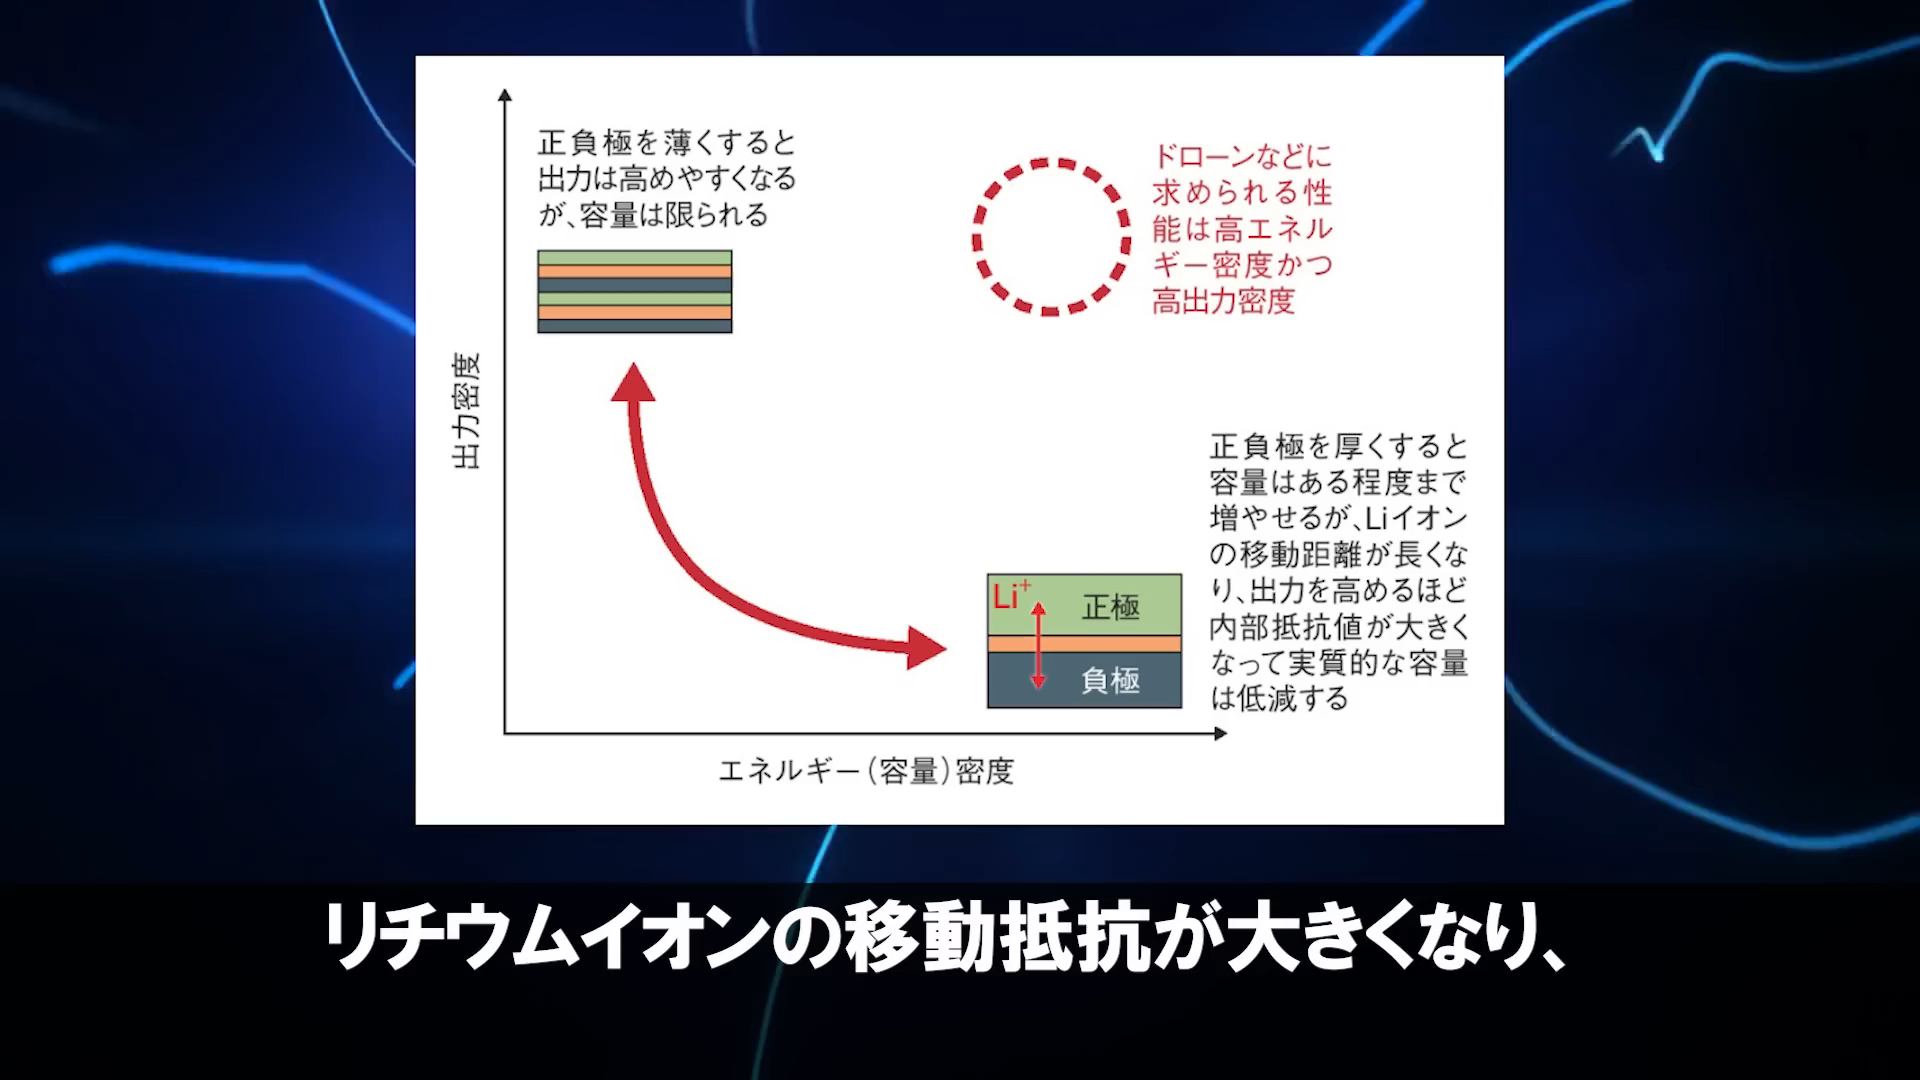 正負極を薄くすると
出力は高めやすくなる
が、容量は限られる
ドローンなどに
求められる性
能は高エネル
ギー密度かつ
高出力密度
出力密度
正負極を厚くすると
容量はある程度まで
増やせるが、Liイオン
の移動距離が長くな
り、出力を高めるほど
内部抵抗値が大きく
なって実質的な容量
は低減する
Li⁺
正極
負極
エネルギー(容量)密度
リチウムイオンの移動抵抗が大きくなり、